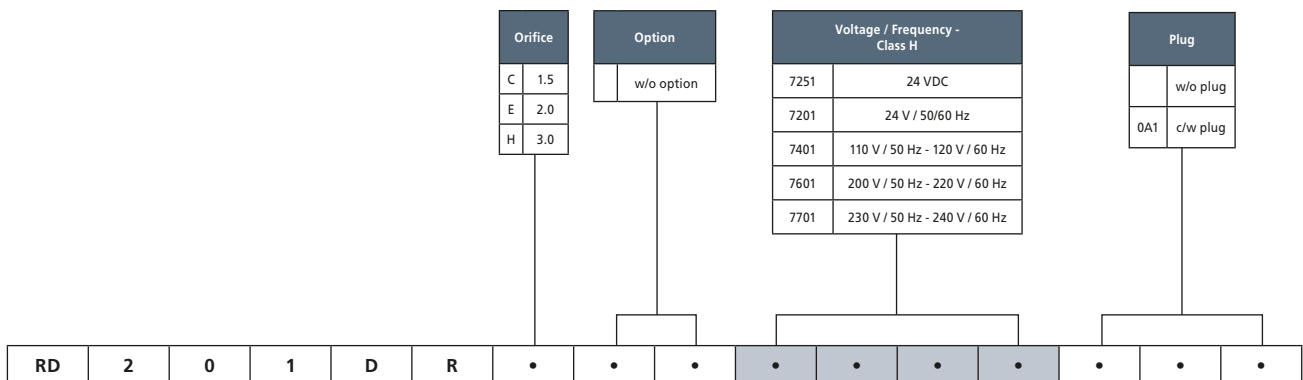 Orifice
C 1.5
E 2.0
H 3.0
Option
w/o option
Voltage / Frequency -
Class H
7251 24 VDC
7201 24 V / 50/60 Hz
7401 110 V / 50 Hz - 120 V / 60 Hz
7601 200 V / 50 Hz - 220 V / 60 Hz
7701 230 V / 50 Hz - 240 V / 60 Hz
Plug
w/o plug
0A1 c/w plug
RD 2 0 1 D R • • • • • • • • • •